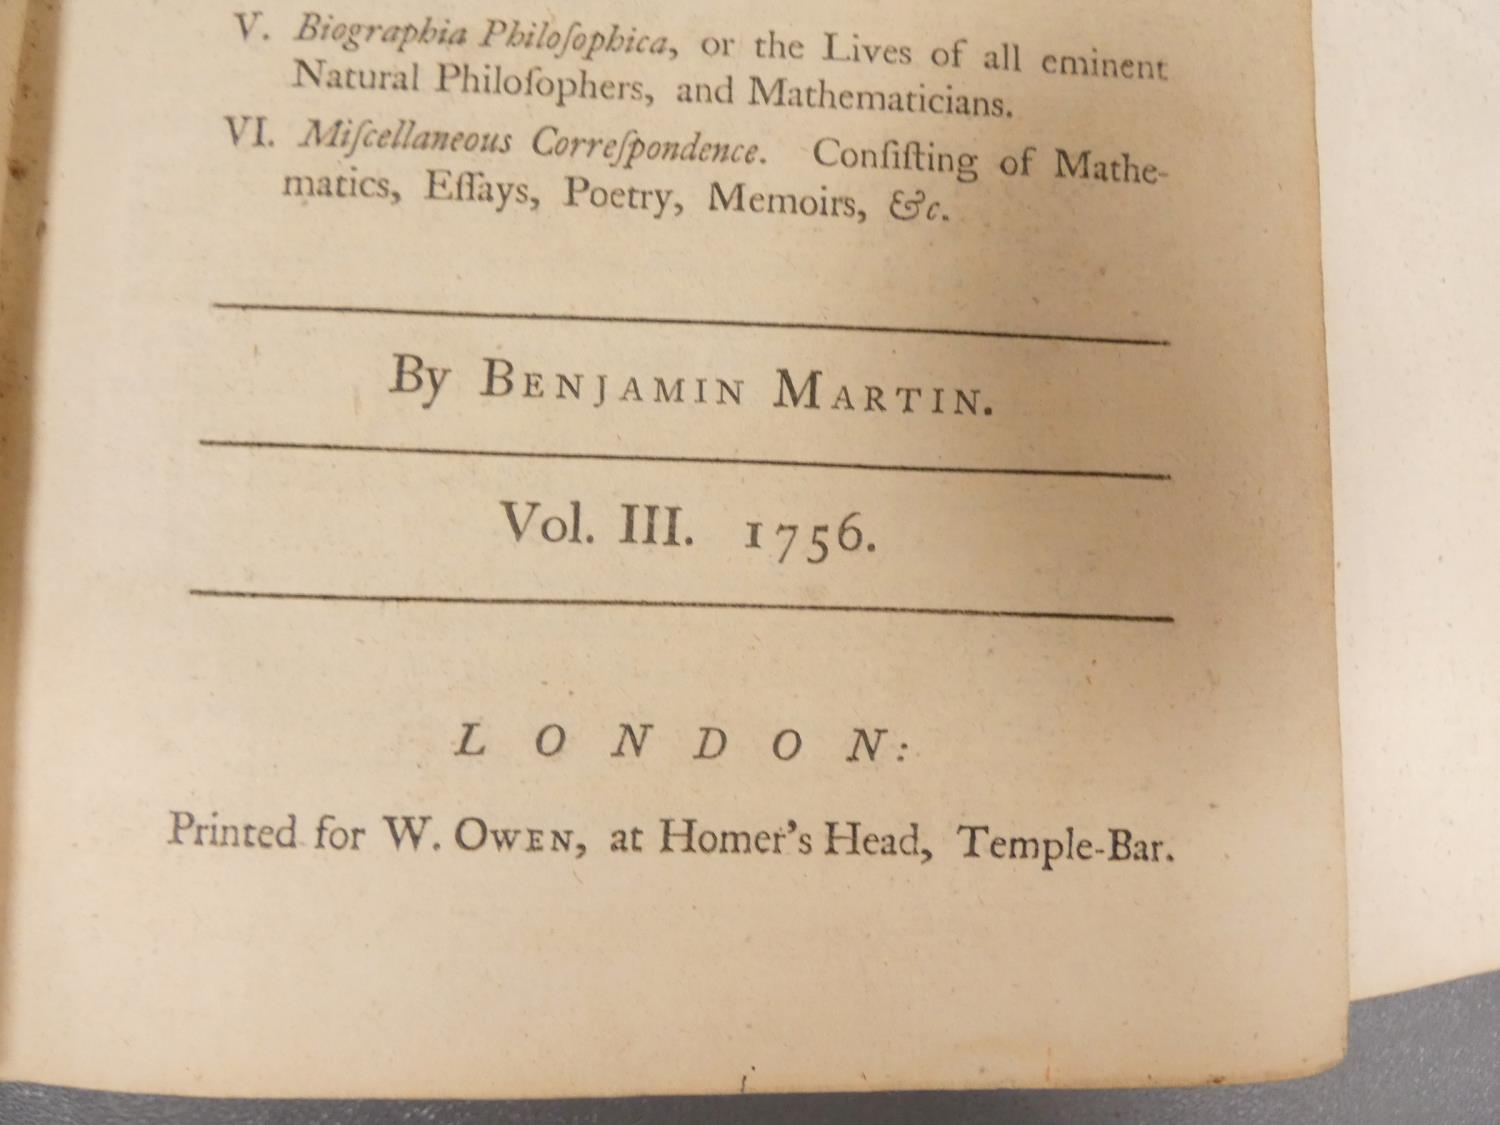 V. Biographia Philoſophica, or the Lives of all eminent
Natural Philoſophers, and Mathematicians.
VI. Miſcellaneous Correſpondence. Conſiſting of Mathe-
matics, Eſſays, Poetry, Memoirs, &c.
By BENJAMIN MARTIN.
Vol. III. 1756.
LONDON:
Printed for W. OWEN, at Homer's Head, Temple-Bar.